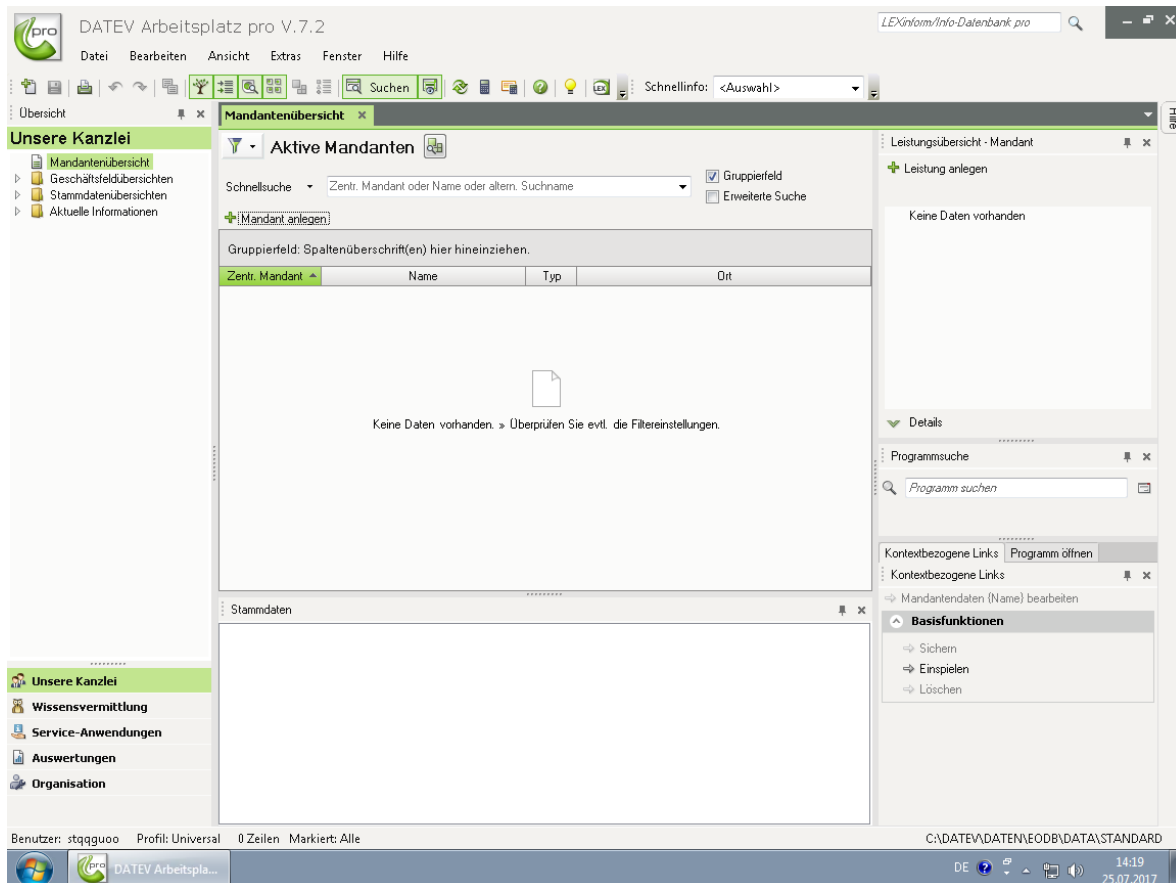 pro
DATEV Arbeitsplatz pro V.7.2
LEXinform/Info-Datenbank pro
Datei Bearbeiten Ansicht Extras Fenster Hilfe
Suchen
LEX
Schnellinfo: <Auswahl>
Übersicht
Unsere Kanzlei
Mandantenübersicht
Geschäftsfeldübersichten
Stammdatenübersichten
Aktuelle Informationen
Unsere Kanzlei
Wissensvermittlung
Service-Anwendungen
Auswertungen
Organisation
Mandantenübersicht
Aktive Mandanten
Schnellsuche
Zentr. Mandant oder Name oder altern. Suchname
Gruppierfeld
Erweiterte Suche
Mandant anlegen
Gruppierfeld: Spaltenüberschrift(en) hier hineinziehen.
Zentr. Mandant Name Typ Ort
Keine Daten vorhanden. » Überprüfen Sie evtl. die Filtereinstellungen.
Stammdaten
Leistungsübersicht - Mandant
Leistung anlegen
Keine Daten vorhanden
Details
Programmsuche
Programm suchen
Kontextbezogene Links Programm öffnen
Kontextbezogene Links
Mandantendaten (Name) bearbeiten
Basisfunktionen
Sichern
Einspielen
Löschen
Hilfe
Benutzer: stqqguoo Profil: Universal 0 Zeilen Markiert: Alle
C:\DATEV\DATEN\EODB\DATA\STANDARD
pro
DATEV Arbeitspla...
DE
14:19
25.07.2017